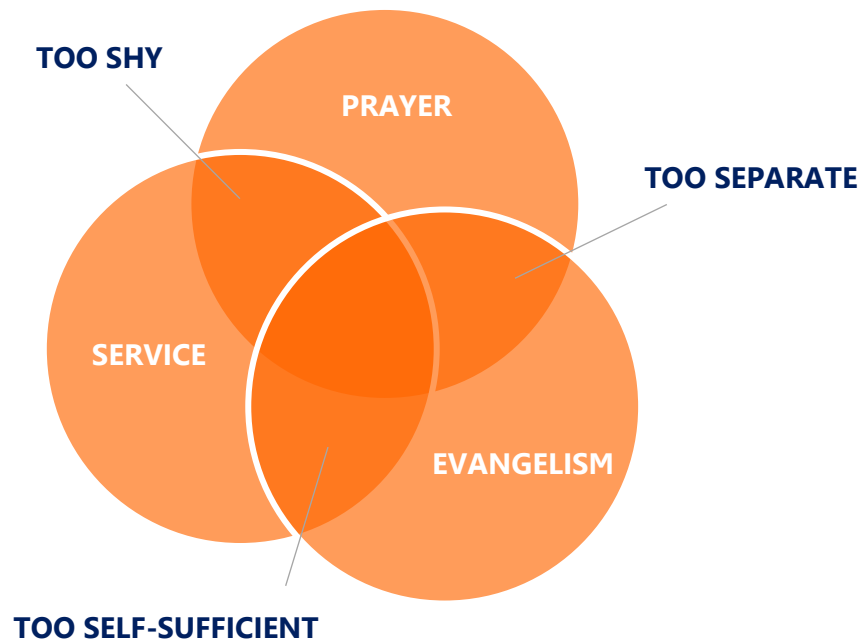 TOO SHY
PRAYER
TOO SEPARATE
SERVICE
EVANGELISM
TOO SELF-SUFFICIENT